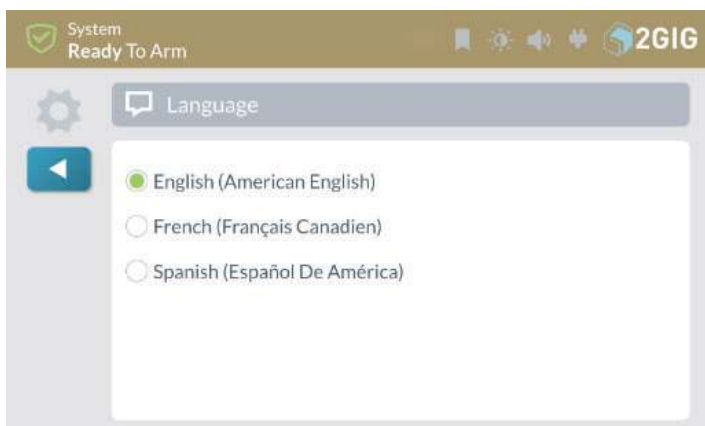 System
Ready To Arm
2GIG
Language
English (American English)
French (Français Canadien)
Spanish (Español De América)